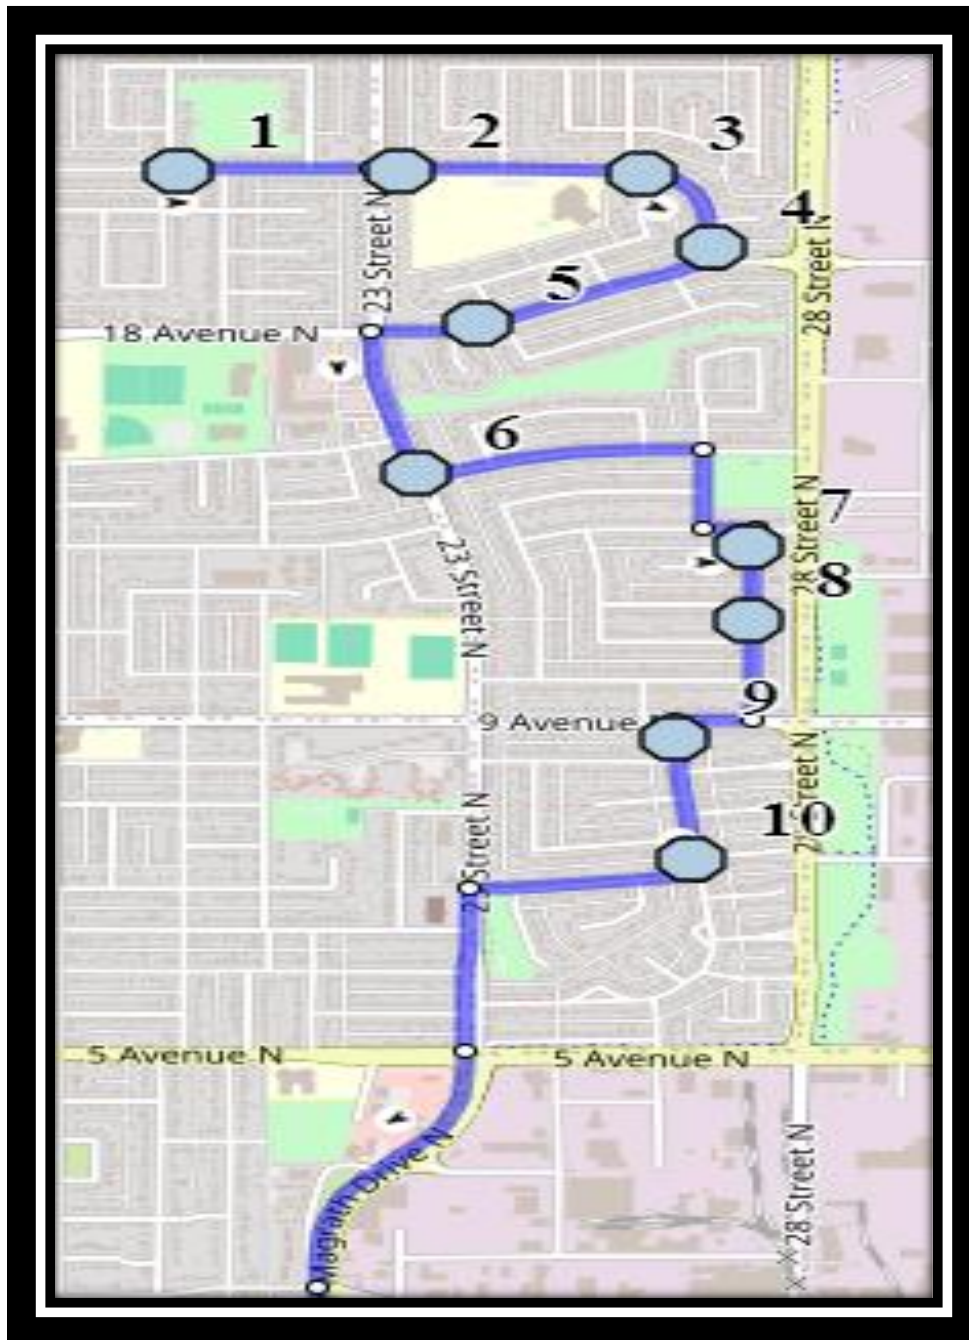 1
2
3
4
23 Street N
28 Street N
5
18 Avenue N
6
7
28 Street N
23 Street N
8
9
9 Avenue
10
Street N
Street N
5 Avenue N
5 Avenue N
Magrath Drive N
28 Street N